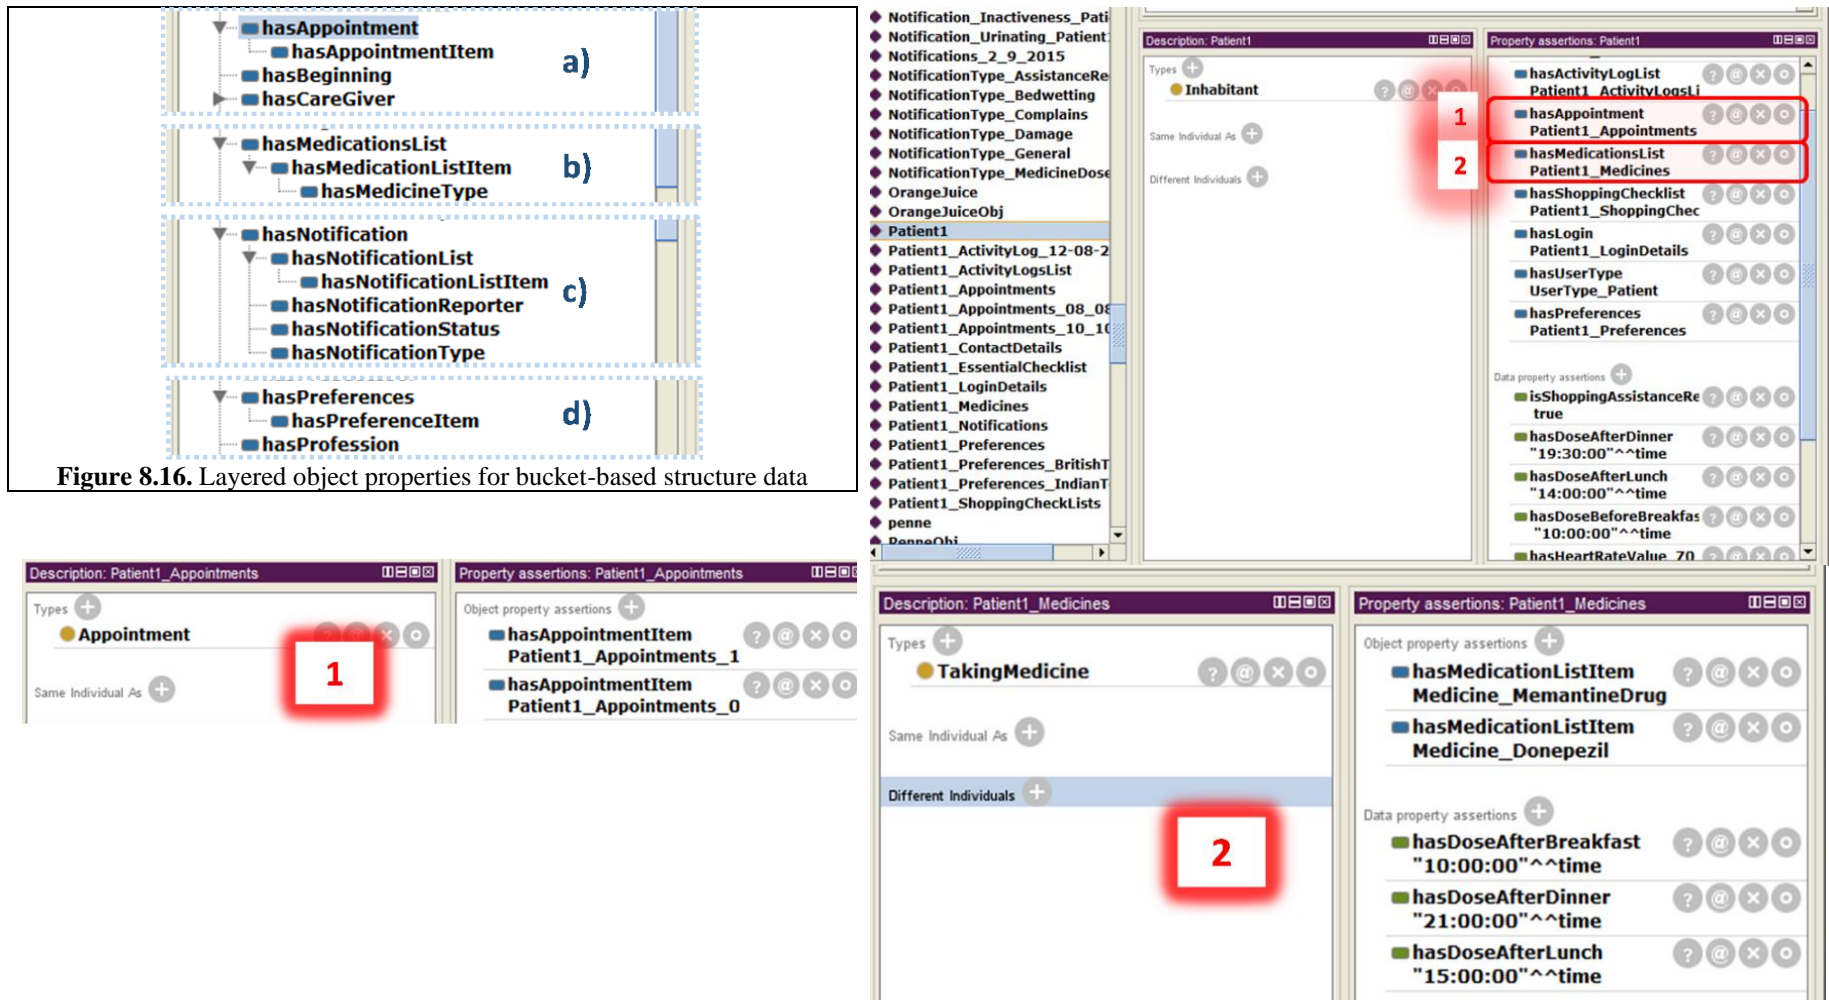 hasAppointment
hasAppointmentItem
hasBeginning
hasCareGiver
a)
hasMedicationsList
hasMedicationListItem
hasMedicineType
b)
hasNotification
hasNotificationList
hasNotificationListItem
hasNotificationReporter
hasNotificationStatus
hasNotificationType
c)
hasPreferences
hasPreferenceItem
hasProfession
d)
Figure 8.16. Layered object properties for bucket-based structure data
Notification_Inactiveness_Pati
Notification_Urinating_Patient
Notifications_2_9_2015
NotificationType_AssistanceRe
NotificationType_Bedwetting
NotificationType_Complains
NotificationType_Damage
NotificationType_General
NotificationType_MedicineDose
OrangeJuice
OrangeJuiceObj
Patient1
Patient1_ActivityLog_12-08-2
Patient1_ActivityLogsList
Patient1_Appointments
Patient1_Appointments_08_08
Patient1_Appointments_10_10
Patient1_ContactDetails
Patient1_EssentialChecklist
Patient1_LoginDetails
Patient1_Medicines
Patient1_Notifications
Patient1_Preferences
Patient1_Preferences_BritishT
Patient1_Preferences_IndianT
Patient1_ShoppingCheckLists
penne
PenneObj
Description: Patient1
Types
Inhabitant
Same Individual As
Different Individuals
1
2
Property assertions: Patient1
hasActivityLogList
Patient1_ActivityLogsLi
hasAppointment
Patient1_Appointments
hasMedicationsList
Patient1_Medicines
hasShoppingChecklist
Patient1_ShoppingChec
hasLogin
Patient1_LoginDetails
hasUserType
UserType_Patient
hasPreferences
Patient1_Preferences
Data property assertions
isShoppingAssistanceRe
true
hasDoseAfterDinner
"19:30:00"^^time
hasDoseAfterLunch
"14:00:00"^^time
hasDoseBeforeBreakfas
"10:00:00"^^time
hasHeartRateValue 70
Description: Patient1_Appointments
Types
Appointment
Same Individual As
1
Property assertions: Patient1_Appointments
Object property assertions
hasAppointmentItem
Patient1_Appointments_1
hasAppointmentItem
Patient1_Appointments_0
Description: Patient1_Medicines
Types
TakingMedicine
Same Individual As
Different Individuals
2
Property assertions: Patient1_Medicines
Object property assertions
hasMedicationListItem
Medicine_MemantineDrug
hasMedicationListItem
Medicine_Donepezil
Data property assertions
hasDoseAfterBreakfast
"10:00:00"^^time
hasDoseAfterDinner
"21:00:00"^^time
hasDoseAfterLunch
"15:00:00"^^time